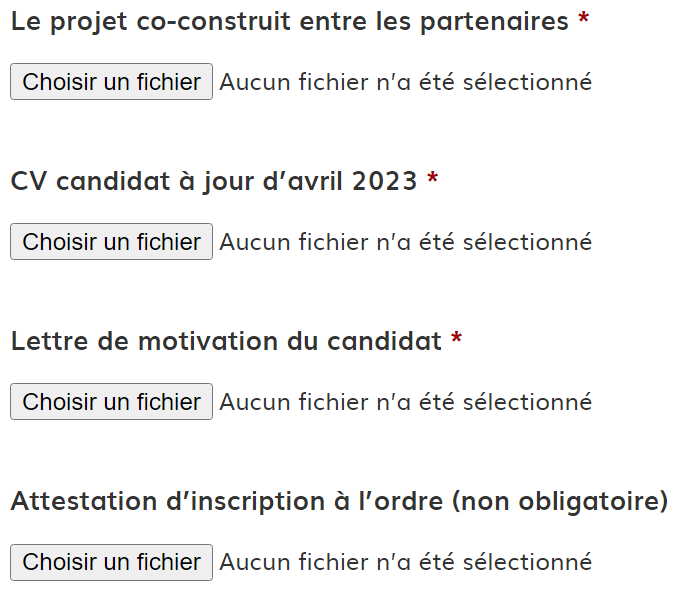 Le projet co-construit entre les partenaires *
Choisir un fichier Aucun fichier n'a été sélectionné
CV candidat à jour d’avril 2023 *
Choisir un fichier Aucun fichier n'a été sélectionné
Lettre de motivation du candidat *
Choisir un fichier Aucun fichier n'a été sélectionné
Attestation d’inscription à l’ordre (non obligatoire)
Choisir un fichier Aucun fichier n'a été sélectionné